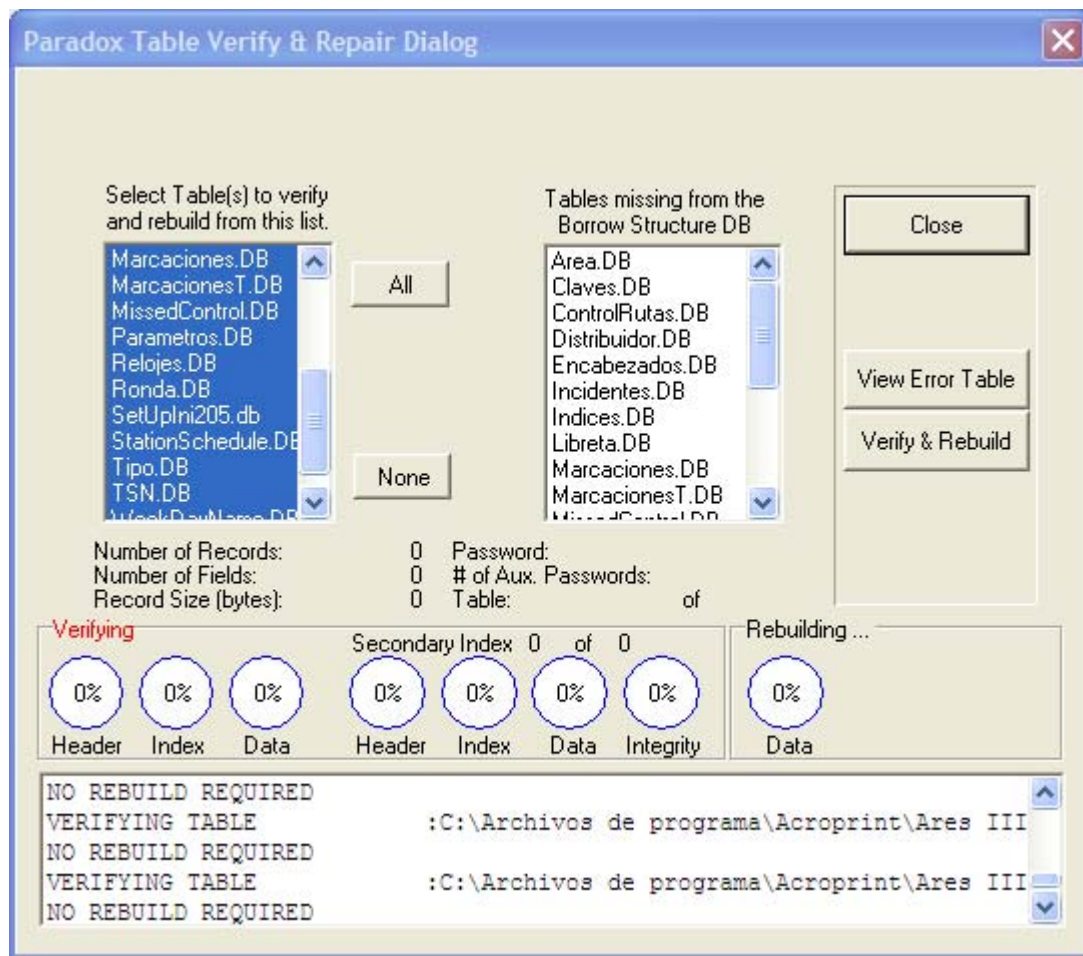 Paradox Table Verify & Repair Dialog
Select Table(s) to verify
and rebuild from this list.
Marcaciones.DB
MarcacionesT.DB
MissedControl.DB
Parametros.DB
Relojes.DB
Ronda.DB
SetUpIni205.db
StationSchedule.DB
Tipo.DB
TSN.DB
WeekDayName.DB
All
None
Tables missing from the
Borrow Structure DB
Area.DB
Claves.DB
ControlRutas.DB
Distribuidor.DB
Encabezados.DB
Incidentes.DB
Indices.DB
Libreta.DB
Marcaciones.DB
MarcacionesT.DB
MissedControl.DB
Close
View Error Table
Verify & Rebuild
Number of Records: 0 Password:
Number of Fields: 0 # of Aux. Passwords:
Record Size (bytes): 0 Table: of
Verifying
Secondary Index 0 of 0
0% 0% 0% 0% 0% 0% 0%
Header Index Data Header Index Data Integrity
Rebuilding ...
0%
Data
NO REBUILD REQUIRED
VERIFYING TABLE :C:\Archivos de programa\Acroprint\Ares III
NO REBUILD REQUIRED
VERIFYING TABLE :C:\Archivos de programa\Acroprint\Ares III
NO REBUILD REQUIRED